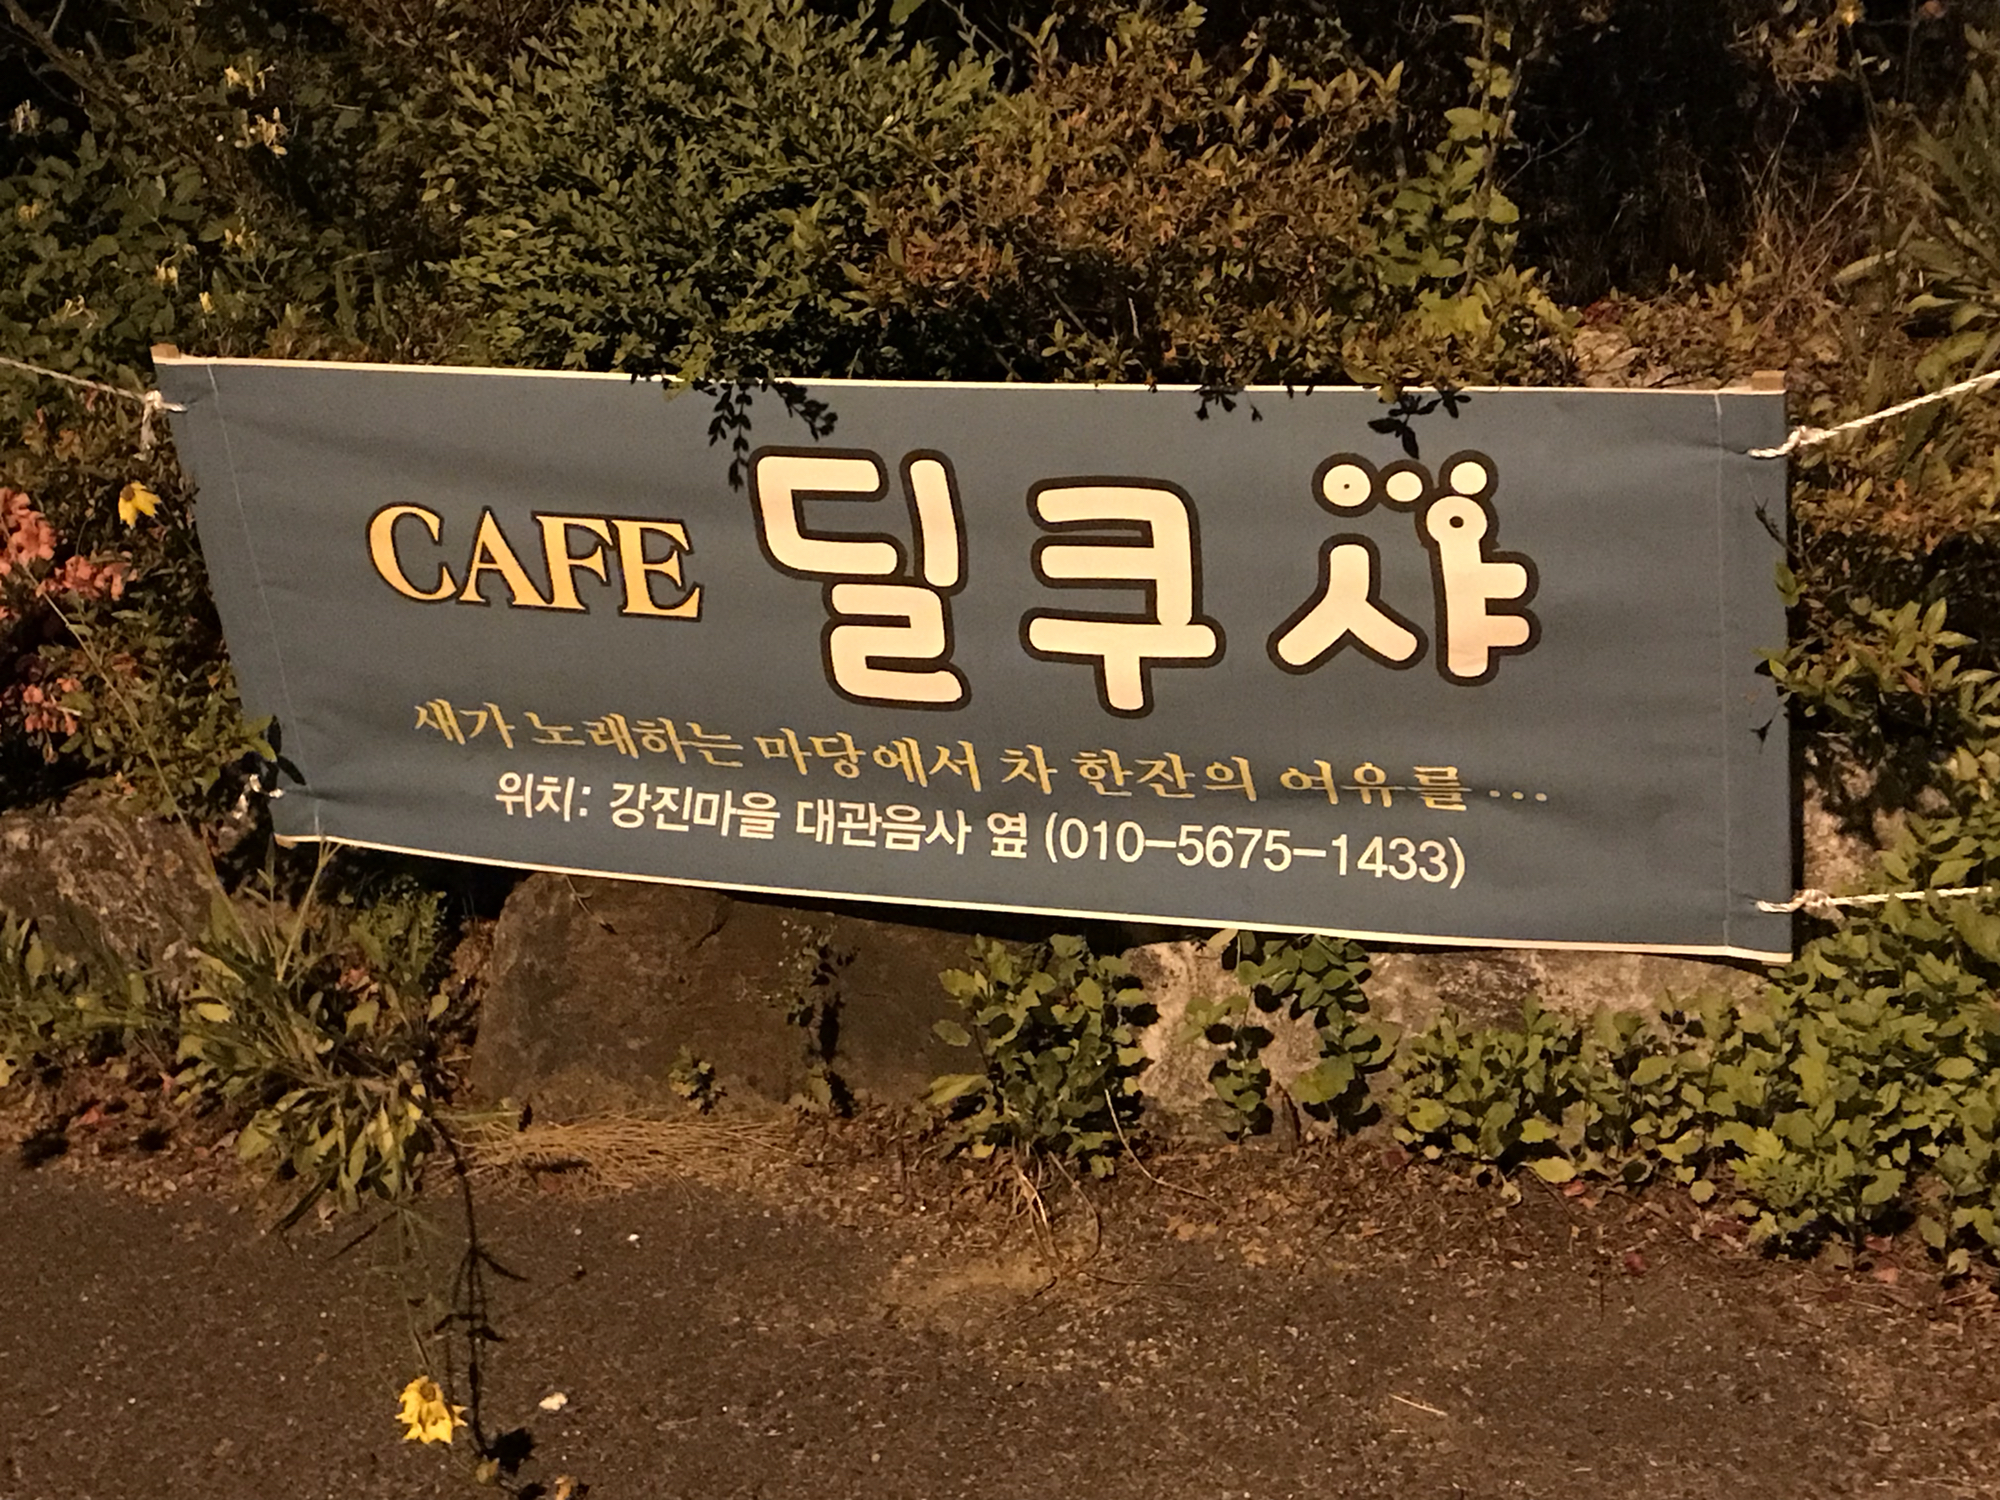 CAFE 딜쿠샤
새가 노래하는 마당에서 차 한잔의 여유를...
위치: 강진마을 대관음사 옆 (010-5675-1433)